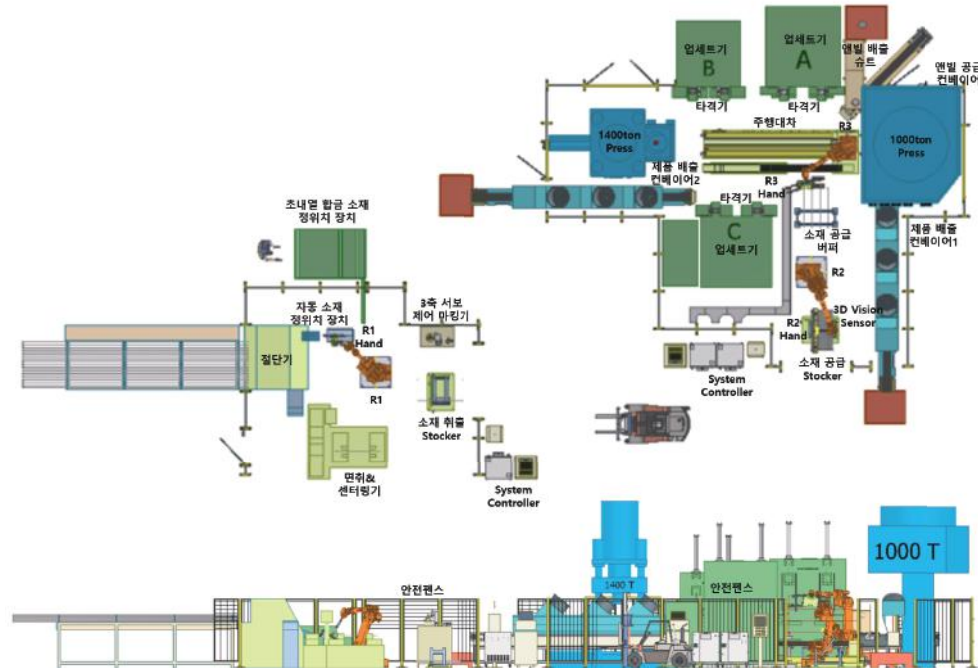 업세트기
B
타격기
업세트기
A
타격기
앤빌 배출
슈트
앤빌 공급
컨베이어
1400ton
Press
주행대차
R3
1000ton
Press
제품 배출
컨베이어2
R3
Hand
타격기
C
업세트기
소재 공급
버퍼
제품 배출
컨베이어1
R2
3D Vision
Sensor
R2
Hand
소재 공급
Stocker
System
Controller
초내열 합금 소재
정위치 장치
자동 소재
정위치 장치
R1
Hand
3축 서보
제어 마킹기
절단기
R1
소재 취출
Stocker
면취&
센터링기
System
Controller
안전펜스
1400 T
안전펜스
1000 T